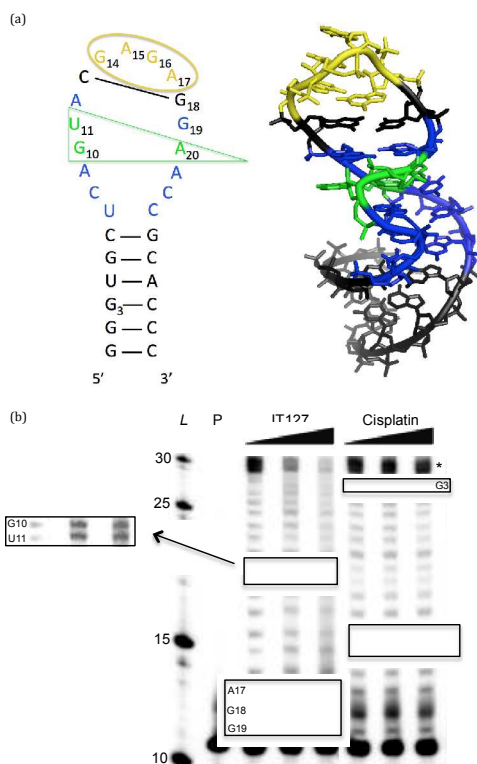 (a)
G14 A15 G16 A17
C G18
A G19
U11
G10 A20
A A
C C
U C
C — G
G — C
U — A
G3 — C
G — C
G — C
5' 3'
(b)
L P IT127 Cisplatin
30 *
G3
25
G10
U11
15
A17
G18
G19
10